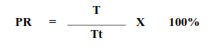 T
PR = X 100%
Tt